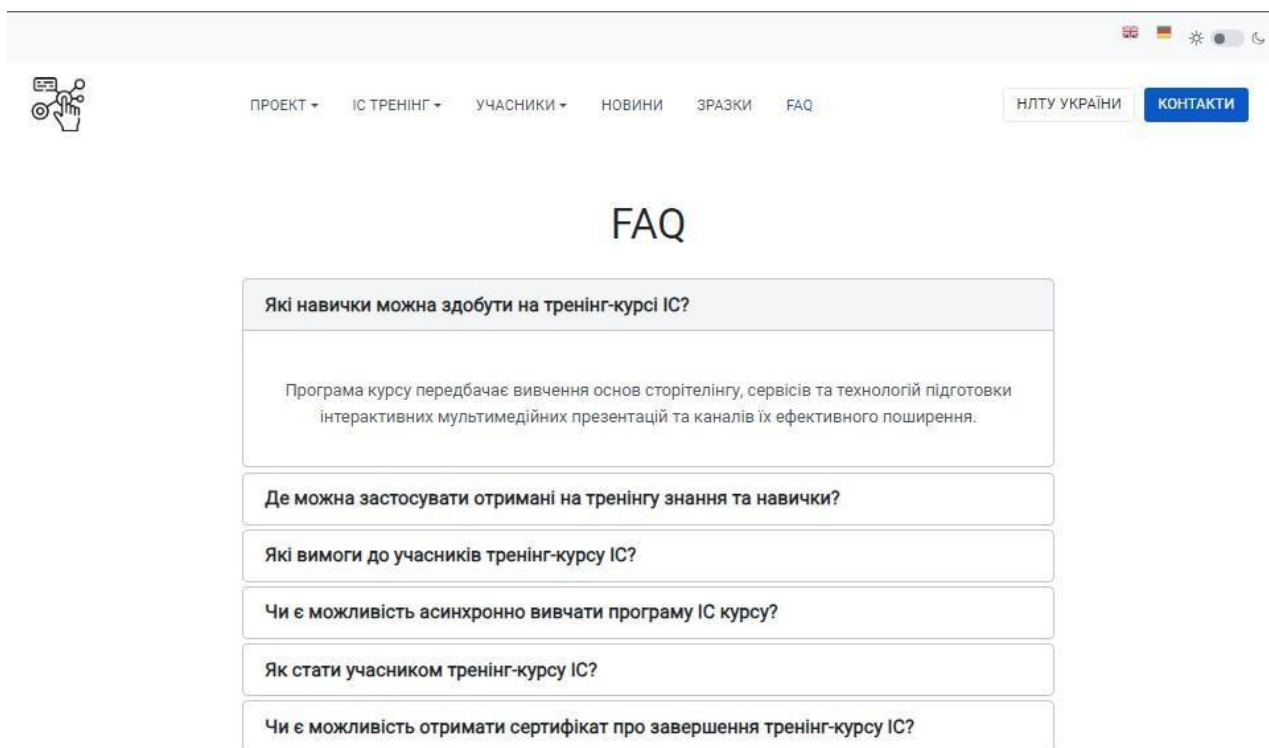 ПРОЕКТ
ІС ТРЕНІНГ
УЧАСНИКИ
НОВИНИ
ЗРАЗКИ
FAQ
НЛТУ УКРАЇНИ
КОНТАКТИ
FAQ
Які навички можна здобути на тренінг-курсі ІС?
Програма курсу передбачає вивчення основ сторітелінгу, сервісів та технологій підготовки
інтерактивних мультимедійних презентацій та каналів їх ефективного поширення.
Де можна застосувати отримані на тренінгу знання та навички?
Які вимоги до учасників тренінг-курсу ІС?
Чи є можливість асинхронно вивчати програму ІС курсу?
Як стати учасником тренінг-курсу ІС?
Чи є можливість отримати сертифікат про завершення тренінг-курсу ІС?